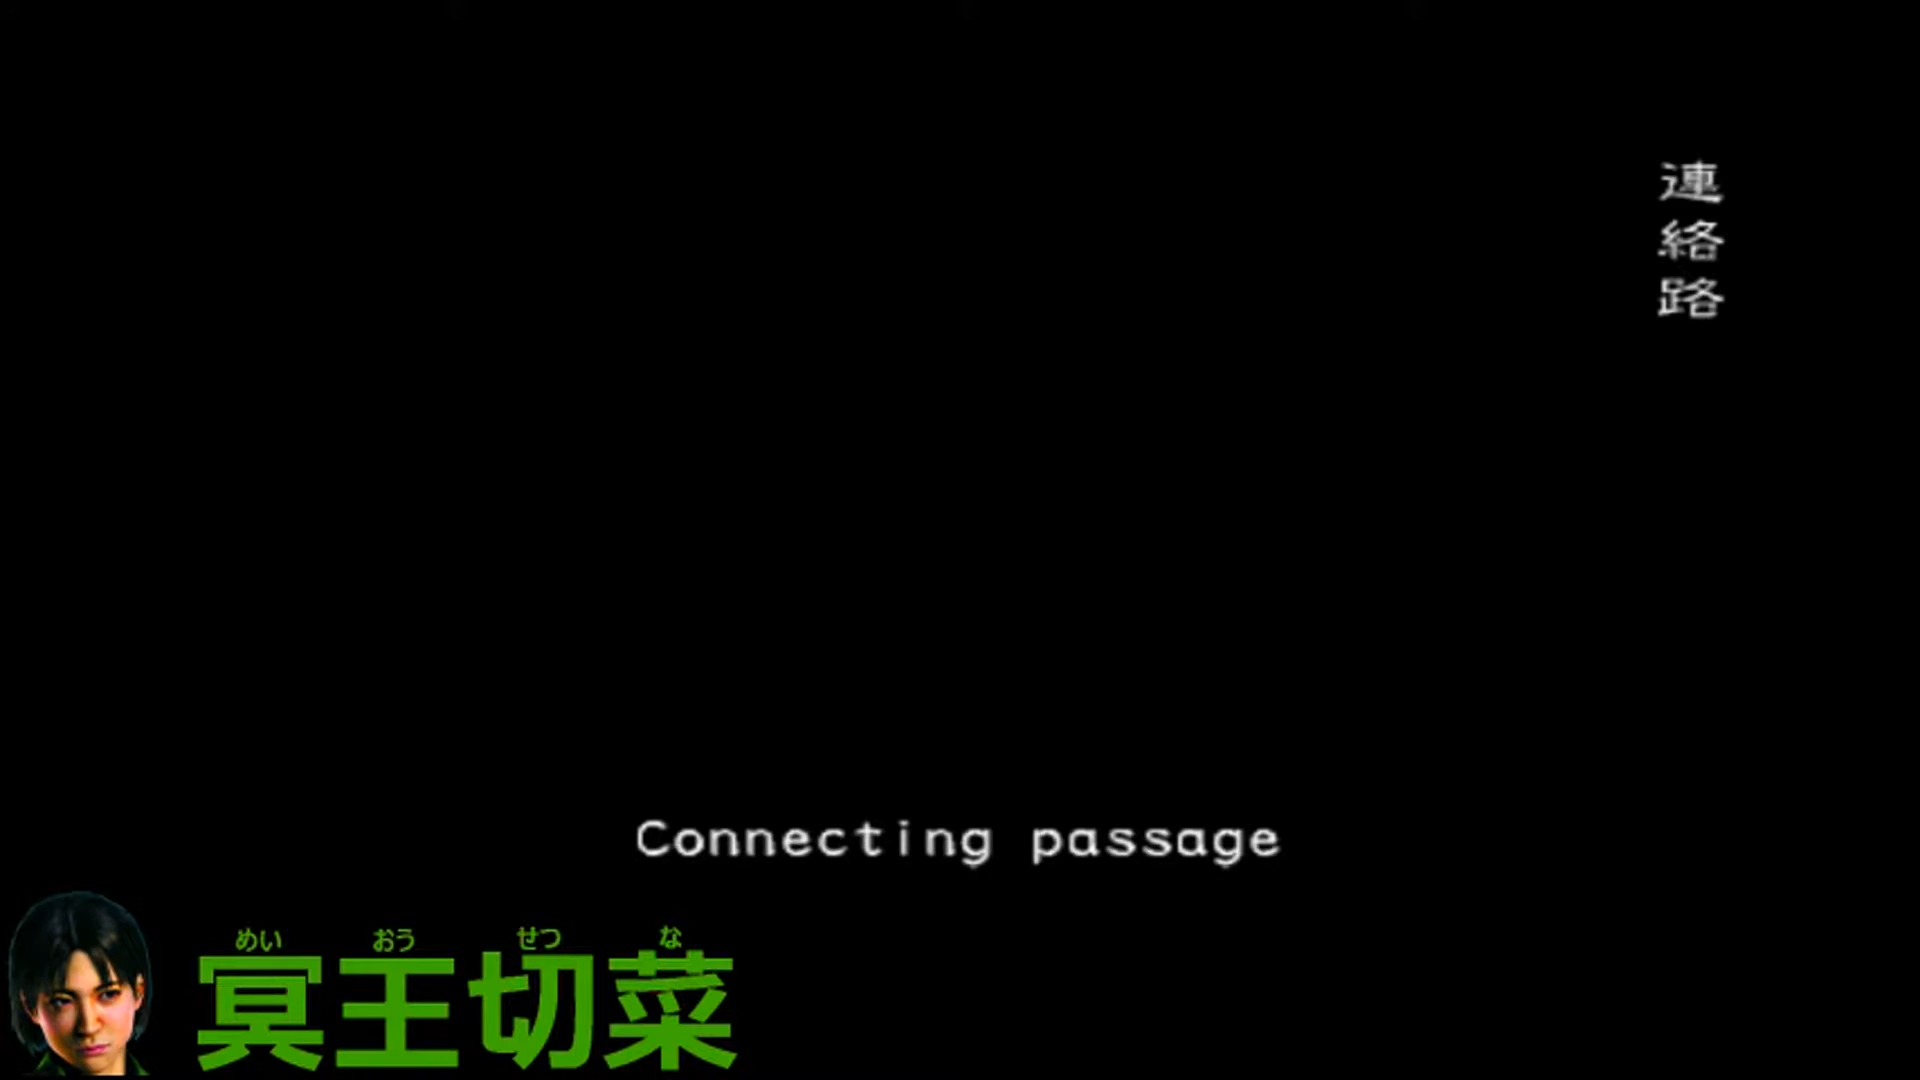 連絡路
Connecting passage
めい おう せつ な
冥王切菜